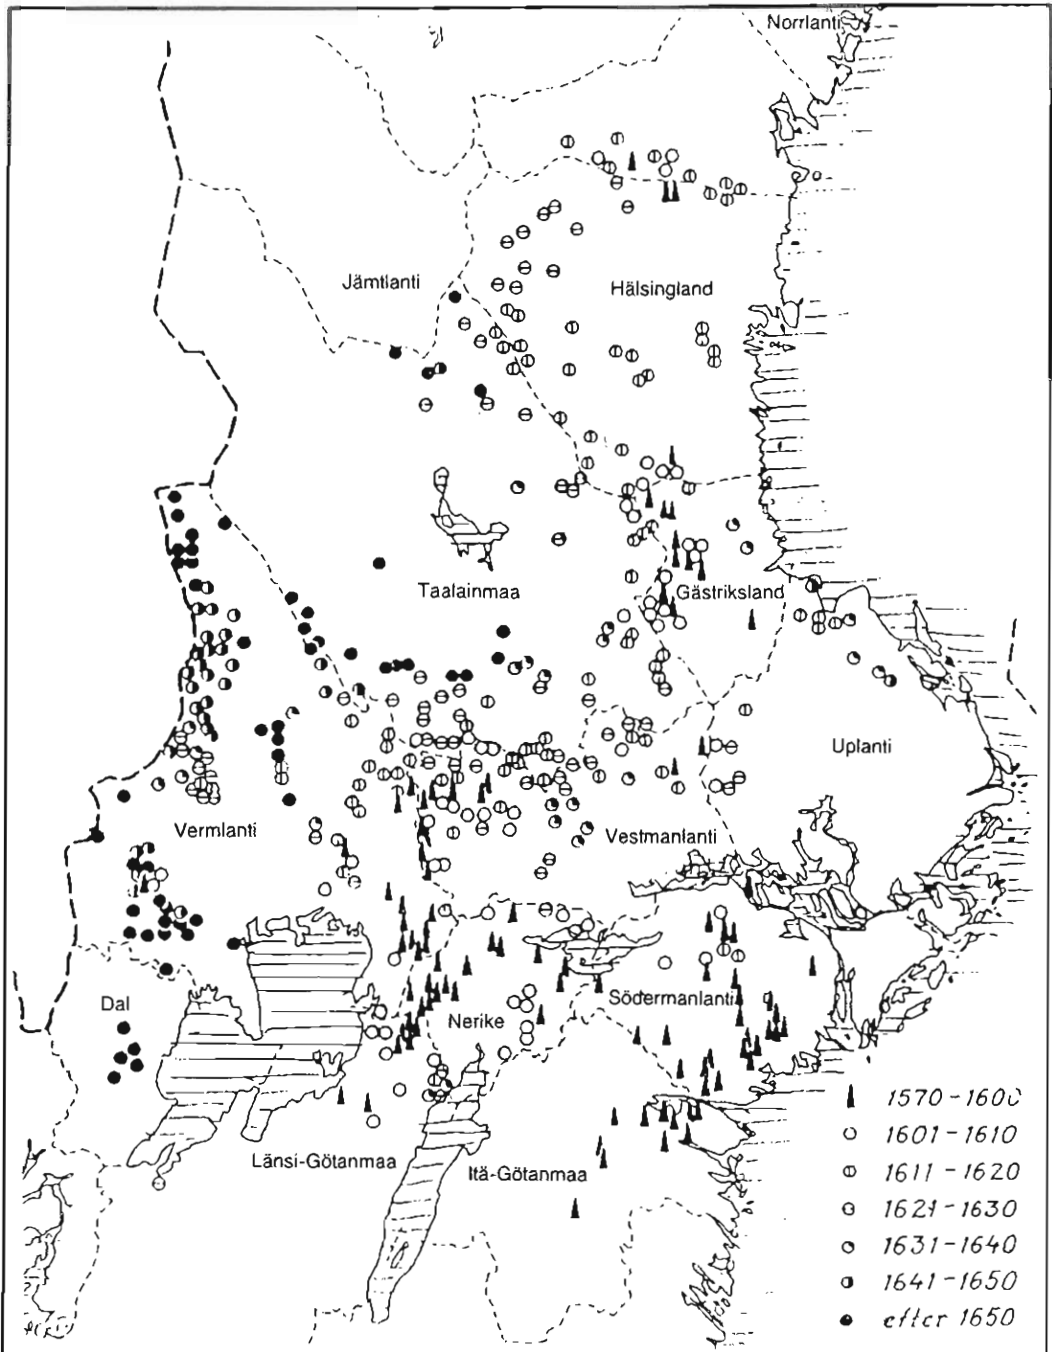 Norrlanti
Jämtlanti
Hälsingland
Taalainmaa
Gästriksland
Uplanti
Vermlanti
Vestmanlanti
Dal
Södermanlanti
Nerike
Länsi-Götanmaa
Itä-Götanmaa
1570-1600
1601-1610
1611-1620
1621-1630
1631-1640
1641-1650
efter 1650